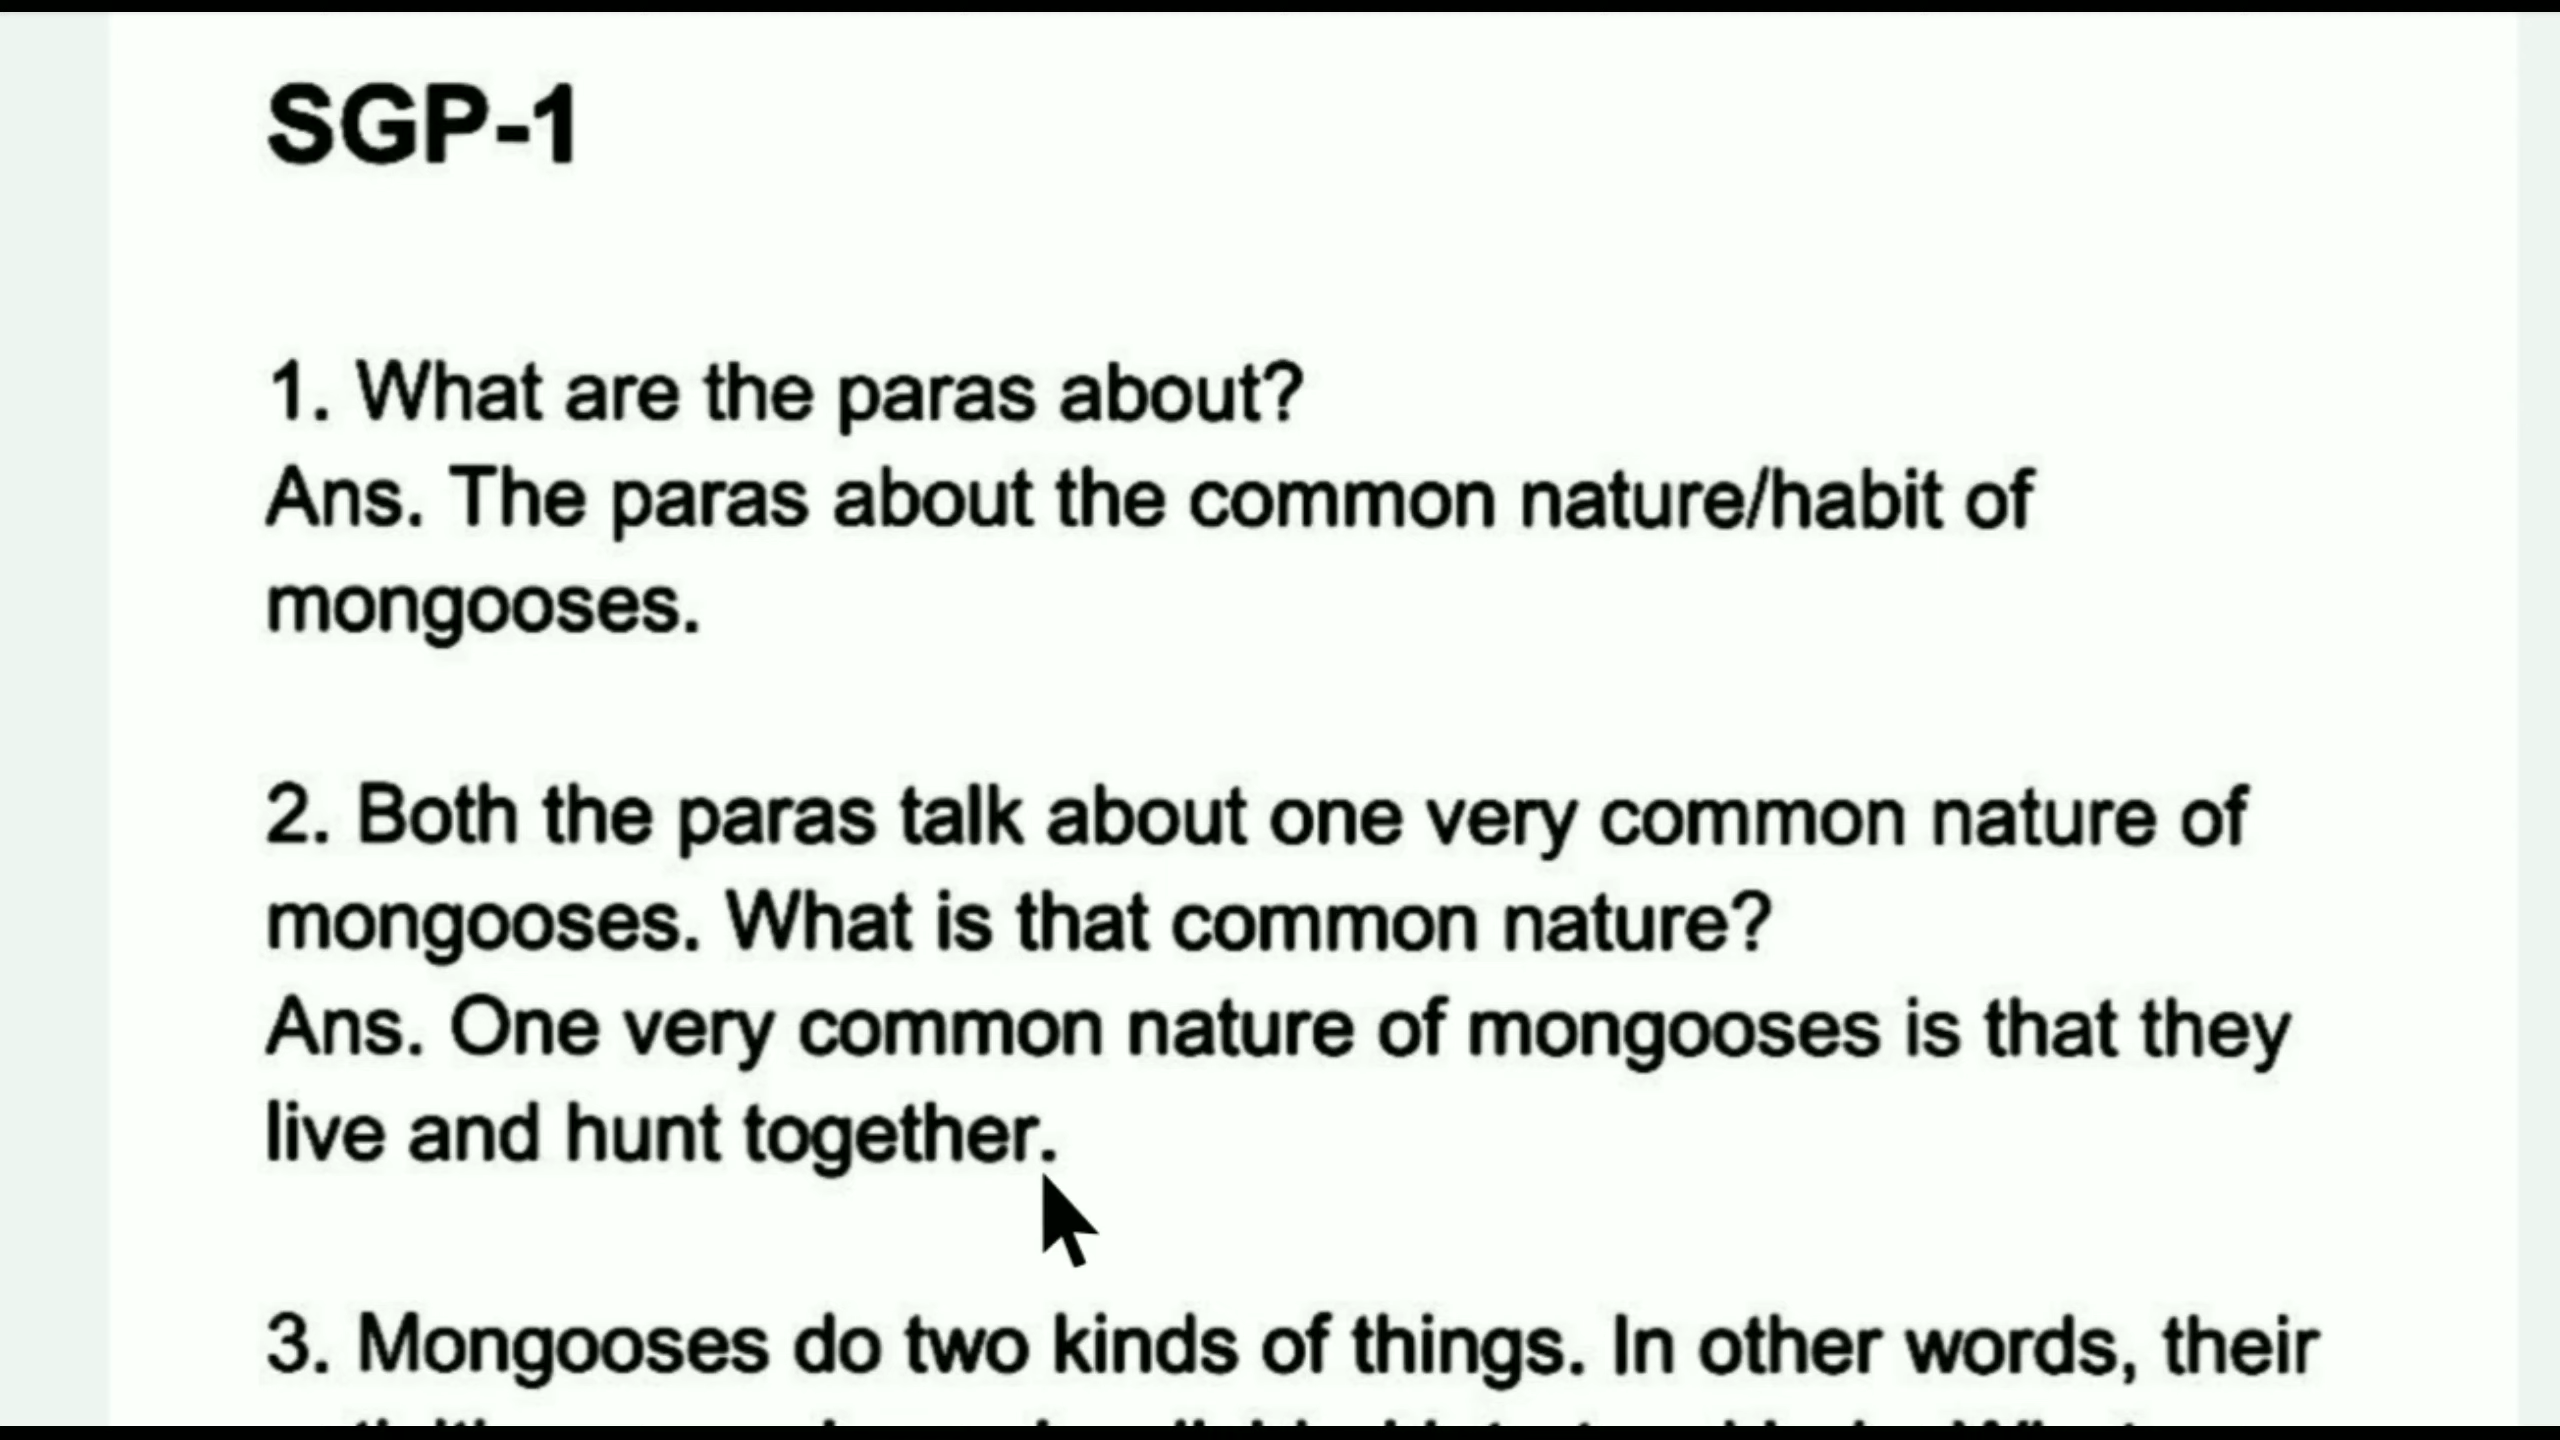 SGP-1
1. What are the paras about?
Ans. The paras about the common nature/habit of
mongooses.
2. Both the paras talk about one very common nature of
mongooses. What is that common nature?
Ans. One very common nature of mongooses is that they
live and hunt together.
3. Mongooses do two kinds of things. In other words, their